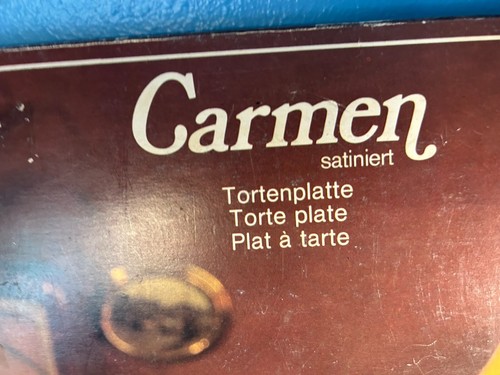 Carmen
satiniert
Tortenplatte
Torte plate
Plat à tarte